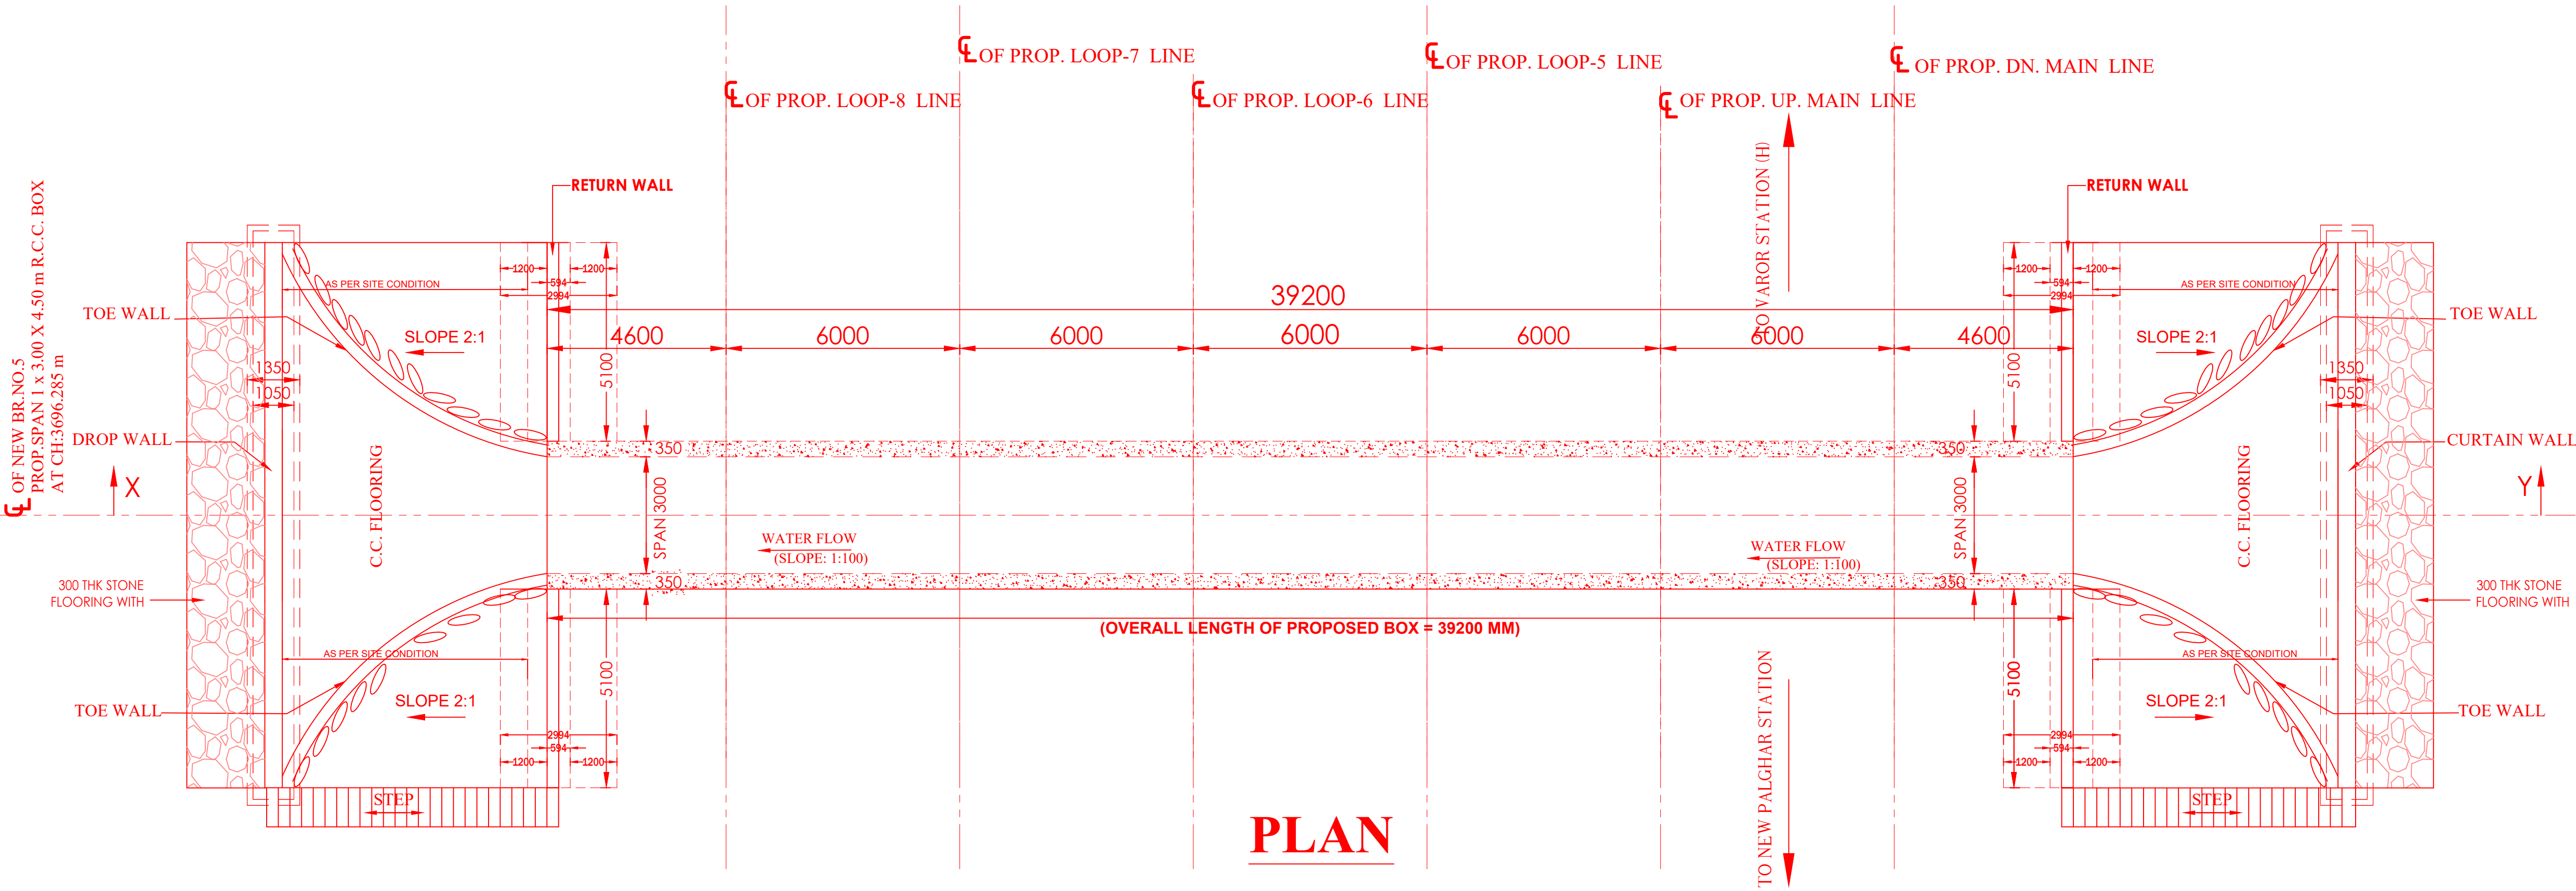 ℄ OF PROP. LOOP-7 LINE
℄ OF PROP. LOOP-5 LINE
℄ OF PROP. DN. MAIN LINE
℄ OF PROP. LOOP-8 LINE
℄ OF PROP. LOOP-6 LINE
℄ OF PROP. UP. MAIN LINE
℄ OF NEW BR.NO.5
PROP.SPAN 1 x 3.00 X 4.50 m R.C.C. BOX
AT CH:3696.285 m
X
TOE WALL
DROP WALL
300 THK STONE
FLOORING WITH
TOE WALL
RETURN WALL
1200
1200
594
2994
AS PER SITE CONDITION
SLOPE 2:1
1350
1050
C.C. FLOORING
5100
350
SPAN 3000
350
AS PER SITE CONDITION
SLOPE 2:1
5100
2994
594
1200
1200
STEP
39200
4600
6000
6000
6000
6000
6000
4600
WATER FLOW
(SLOPE: 1:100)
WATER FLOW
(SLOPE: 1:100)
(OVERALL LENGTH OF PROPOSED BOX = 39200 MM)
TO WAROR STATION (H)
TO NEW PALGHAR STATION
RETURN WALL
1200
1200
594
2994
AS PER SITE CONDITION
SLOPE 2:1
5100
350
SPAN 3000
350
1350
1050
C.C. FLOORING
AS PER SITE CONDITION
SLOPE 2:1
5100
2994
594
1200
1200
STEP
TOE WALL
CURTAIN WALL
Y
300 THK STONE
FLOORING WITH
TOE WALL
PLAN